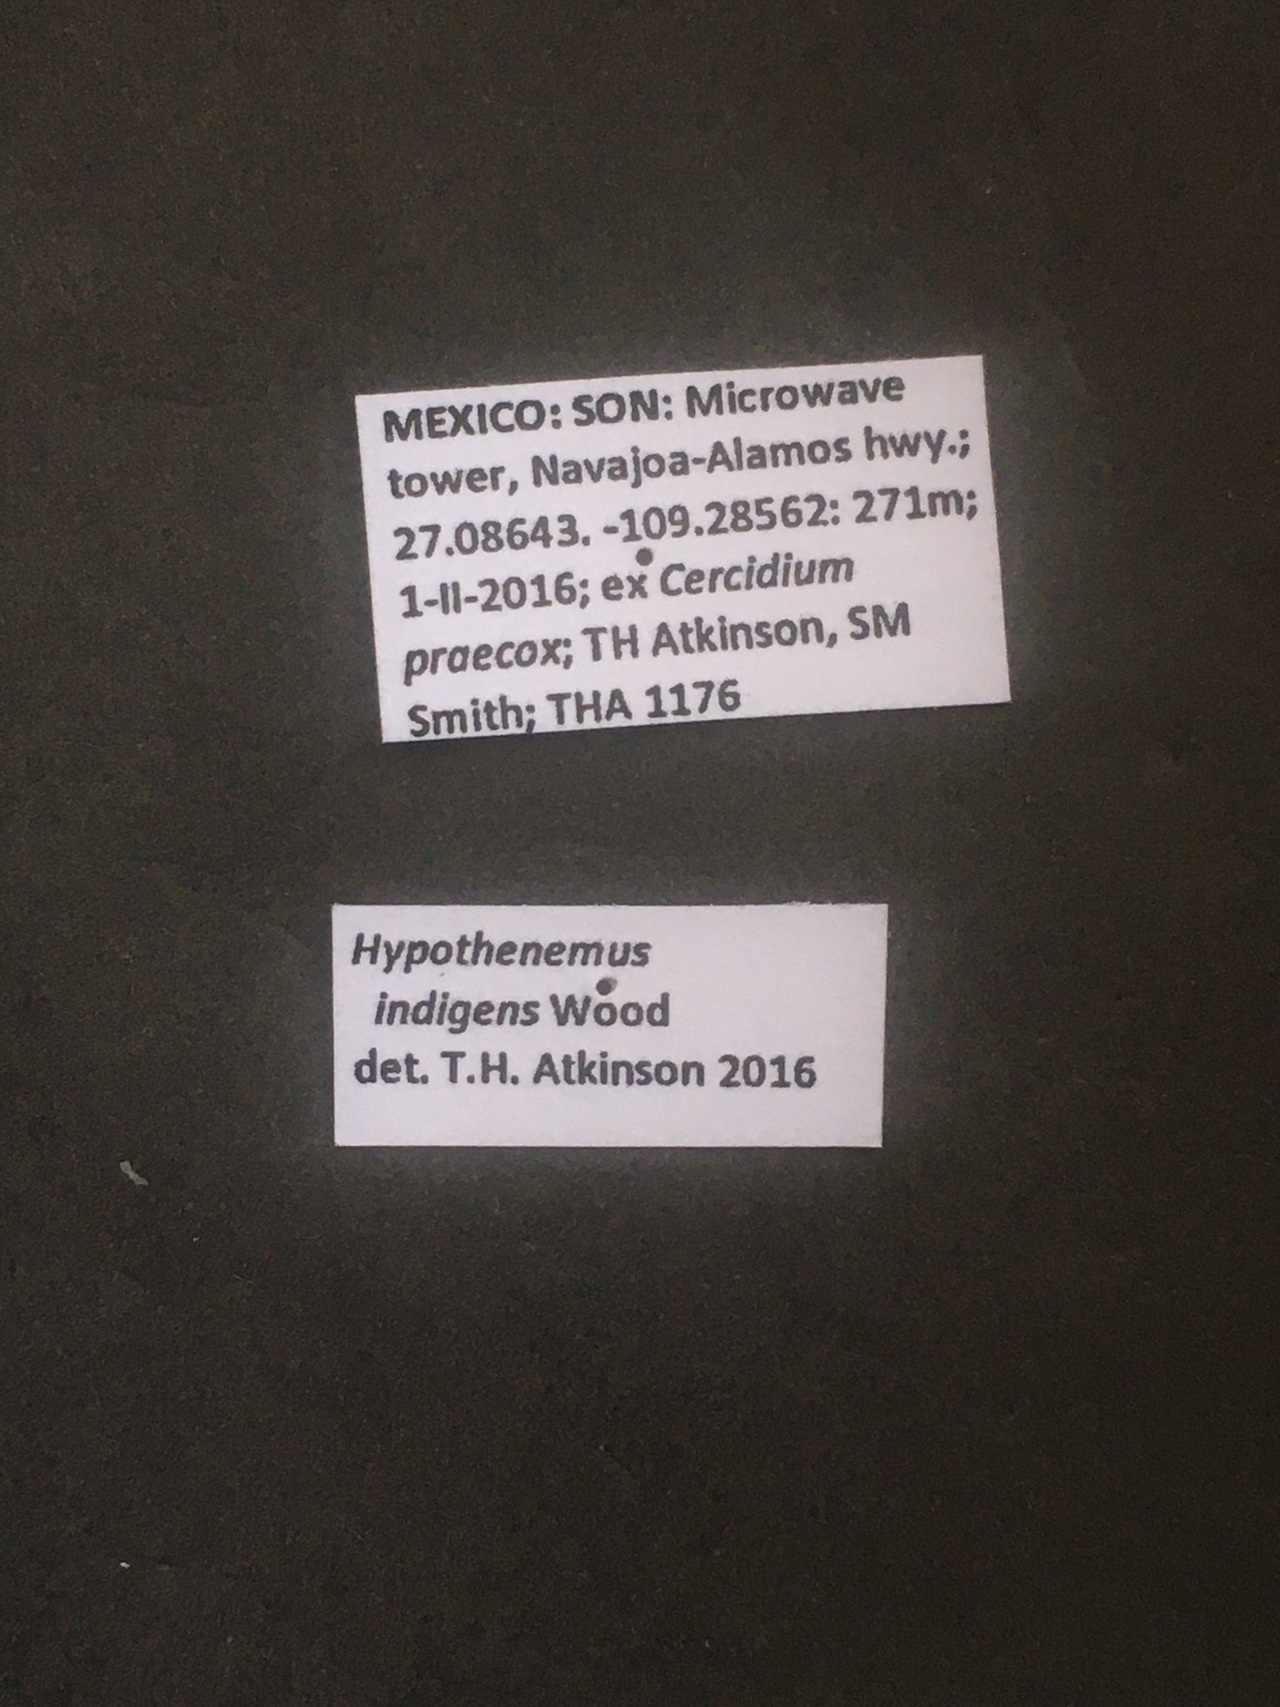 MEXICO: SON: Microwave
tower, Navajoa-Alamos hwy.;
27.08643. -109.28562: 271m;
1-II-2016; ex Cercidium
praecox; TH Atkinson, SM
Smith; THA 1176
Hypothenemus
indigens Wood
det. T.H. Atkinson 2016